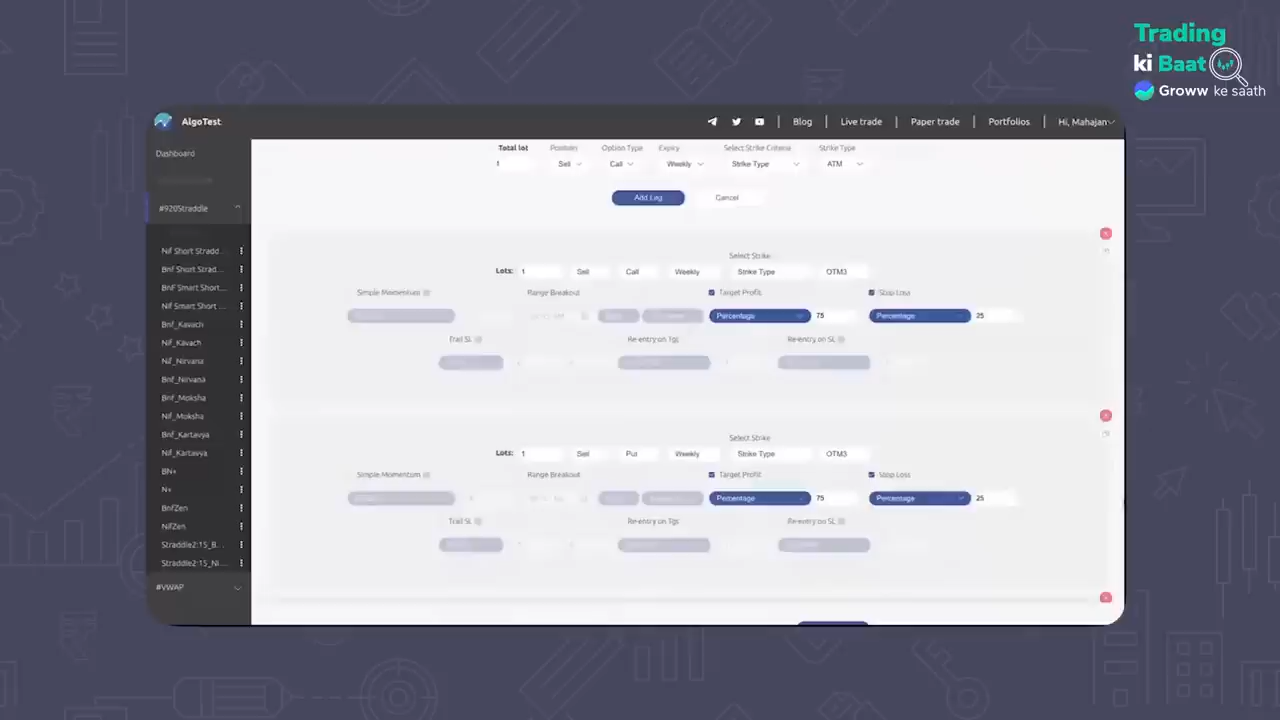 Trading
ki Baat
Groww ke saath
AlgoTest
Blog
Live trade
Paper trade
Portfolios
Hi, Mahajan
Dashboard
#920Straddle
Nif Short Stradd...
Bnf Short Strad...
BnF Smart Short...
Nif Smart Short ...
Bnf_Kavach
Nif_Kavach
Nif_Nirvana
Bnf_Nirvana
Bnf_Moksha
Nif_Moksha
Bnf_Kartavya
Nif_Kartavya
BN+
N+
BnfZen
NifZen
Straddle2:15_B...
Straddle2:15_Ni...
#VWAP
Total lot Position Option Type Expiry Select Strike Criteria Strike Type
1 Sell Call Weekly Strike Type ATM
Add Leg Cancel
Select Strike
Lots: 1 Sell Call Weekly Strike Type OTM3
Simple Momentum Range Breakout Target Profit Stop Loss
Percentage 75 Percentage 25
Trail SL Re-entry on Tgt Re-entry on SL
Select Strike
Lots: 1 Sell Put Weekly Strike Type OTM3
Simple Momentum Range Breakout Target Profit Stop Loss
Percentage 75 Percentage 25
Trail SL Re-entry on Tgt Re-entry on SL